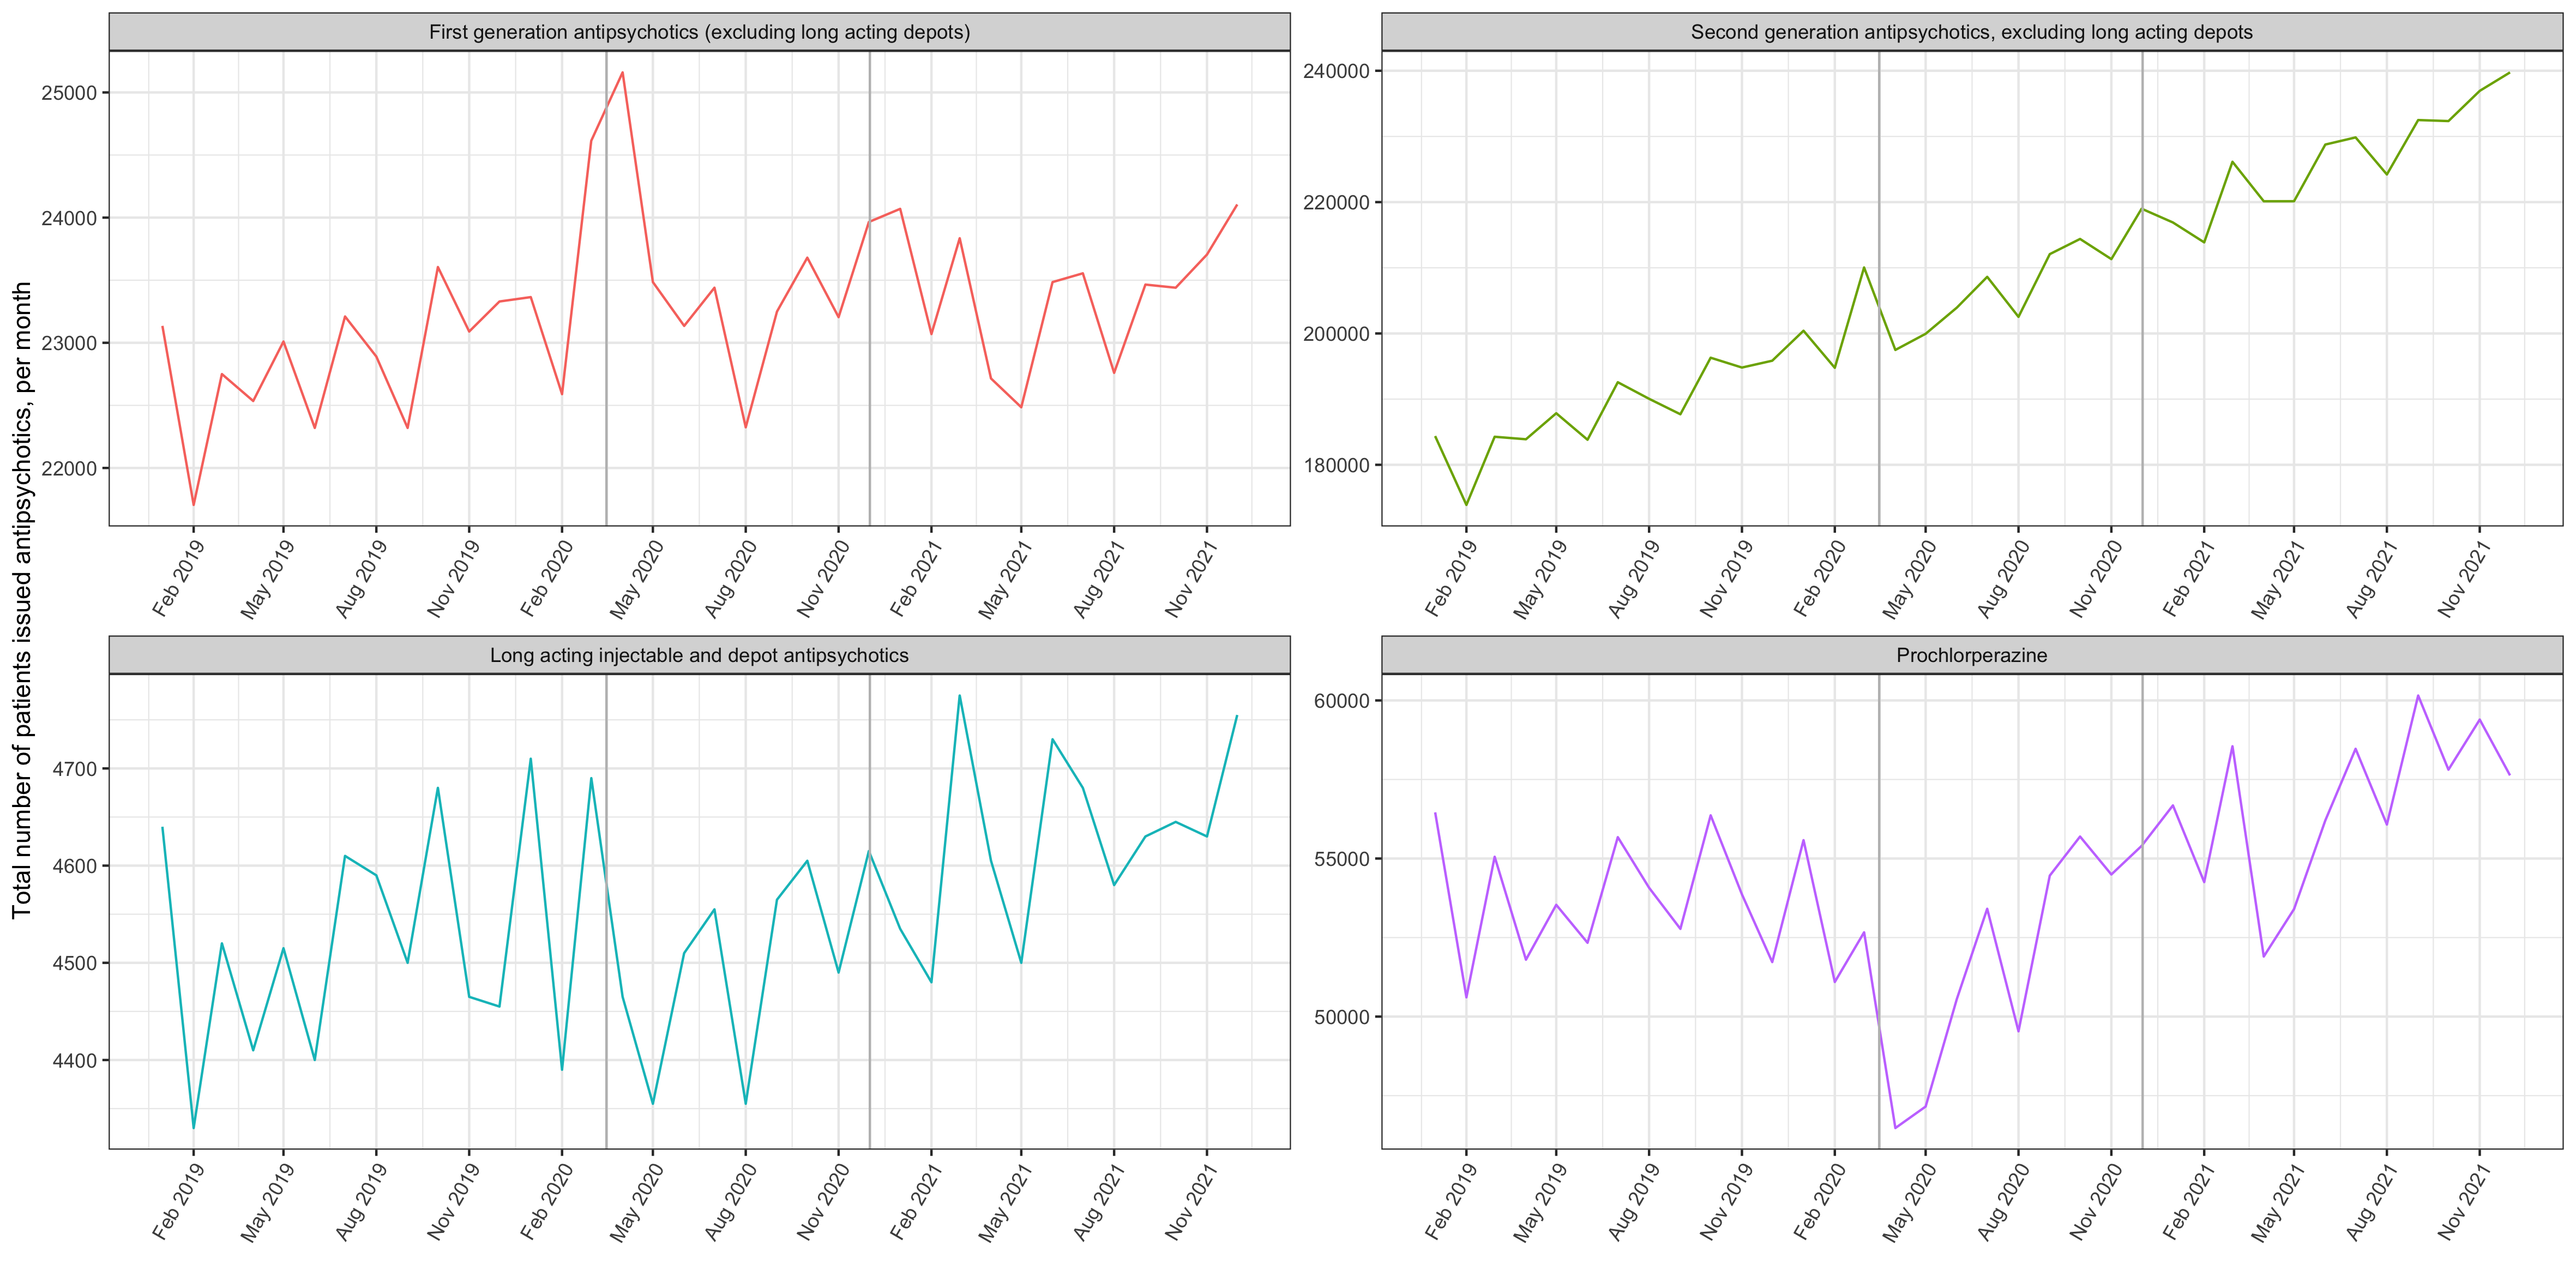 Total number of patients issued antipsychotics, per month
First generation antipsychotics (excluding long acting depots)
25000
24000
23000
22000
Feb 2019
May 2019
Aug 2019
Nov 2019
Feb 2020
May 2020
Aug 2020
Nov 2020
Feb 2021
May 2021
Aug 2021
Nov 2021
Second generation antipsychotics, excluding long acting depots
240000
220000
200000
180000
Feb 2019
May 2019
Aug 2019
Nov 2019
Feb 2020
May 2020
Aug 2020
Nov 2020
Feb 2021
May 2021
Aug 2021
Nov 2021
Long acting injectable and depot antipsychotics
4700
4600
4500
4400
Feb 2019
May 2019
Aug 2019
Nov 2019
Feb 2020
May 2020
Aug 2020
Nov 2020
Feb 2021
May 2021
Aug 2021
Nov 2021
Prochlorperazine
60000
55000
50000
Feb 2019
May 2019
Aug 2019
Nov 2019
Feb 2020
May 2020
Aug 2020
Nov 2020
Feb 2021
May 2021
Aug 2021
Nov 2021